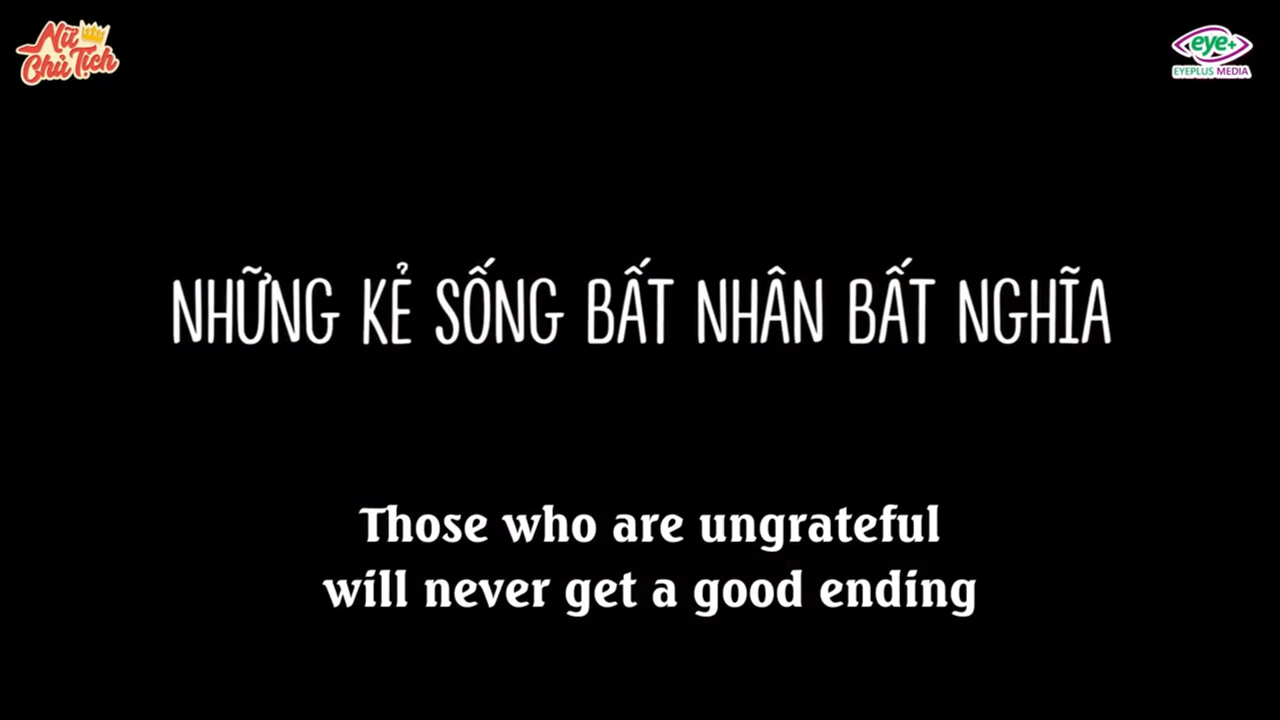 Nữ
Chủ Tịch
eye+
EYEPLUS MEDIA
NHỮNG KẺ SỐNG BẤT NHÂN BẤT NGHĨA
Those who are ungrateful
will never get a good ending